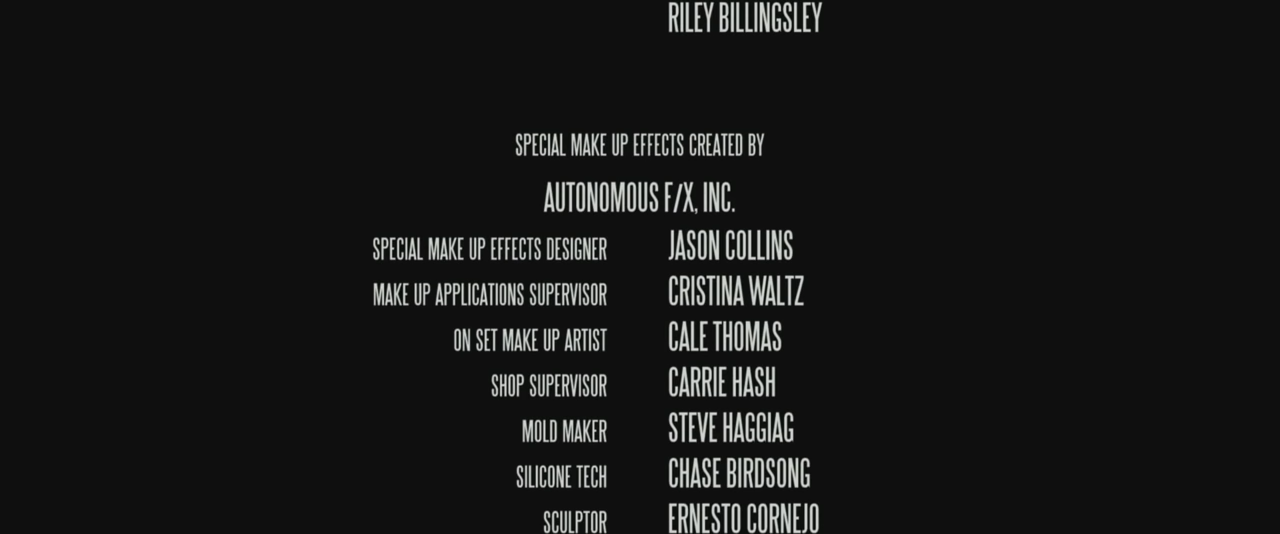 RILEY BILLINGSLEY
SPECIAL MAKE UP EFFECTS CREATED BY
AUTONOMOUS F/X, INC.
SPECIAL MAKE UP EFFECTS DESIGNER JASON COLLINS
MAKE UP APPLICATIONS SUPERVISOR CRISTINA WALTZ
ON SET MAKE UP ARTIST CALE THOMAS
SHOP SUPERVISOR CARRIE HASH
MOLD MAKER STEVE HAGGIAG
SILICONE TECH CHASE BIRDSONG
SCULPTOR ERNESTO CORNEJO